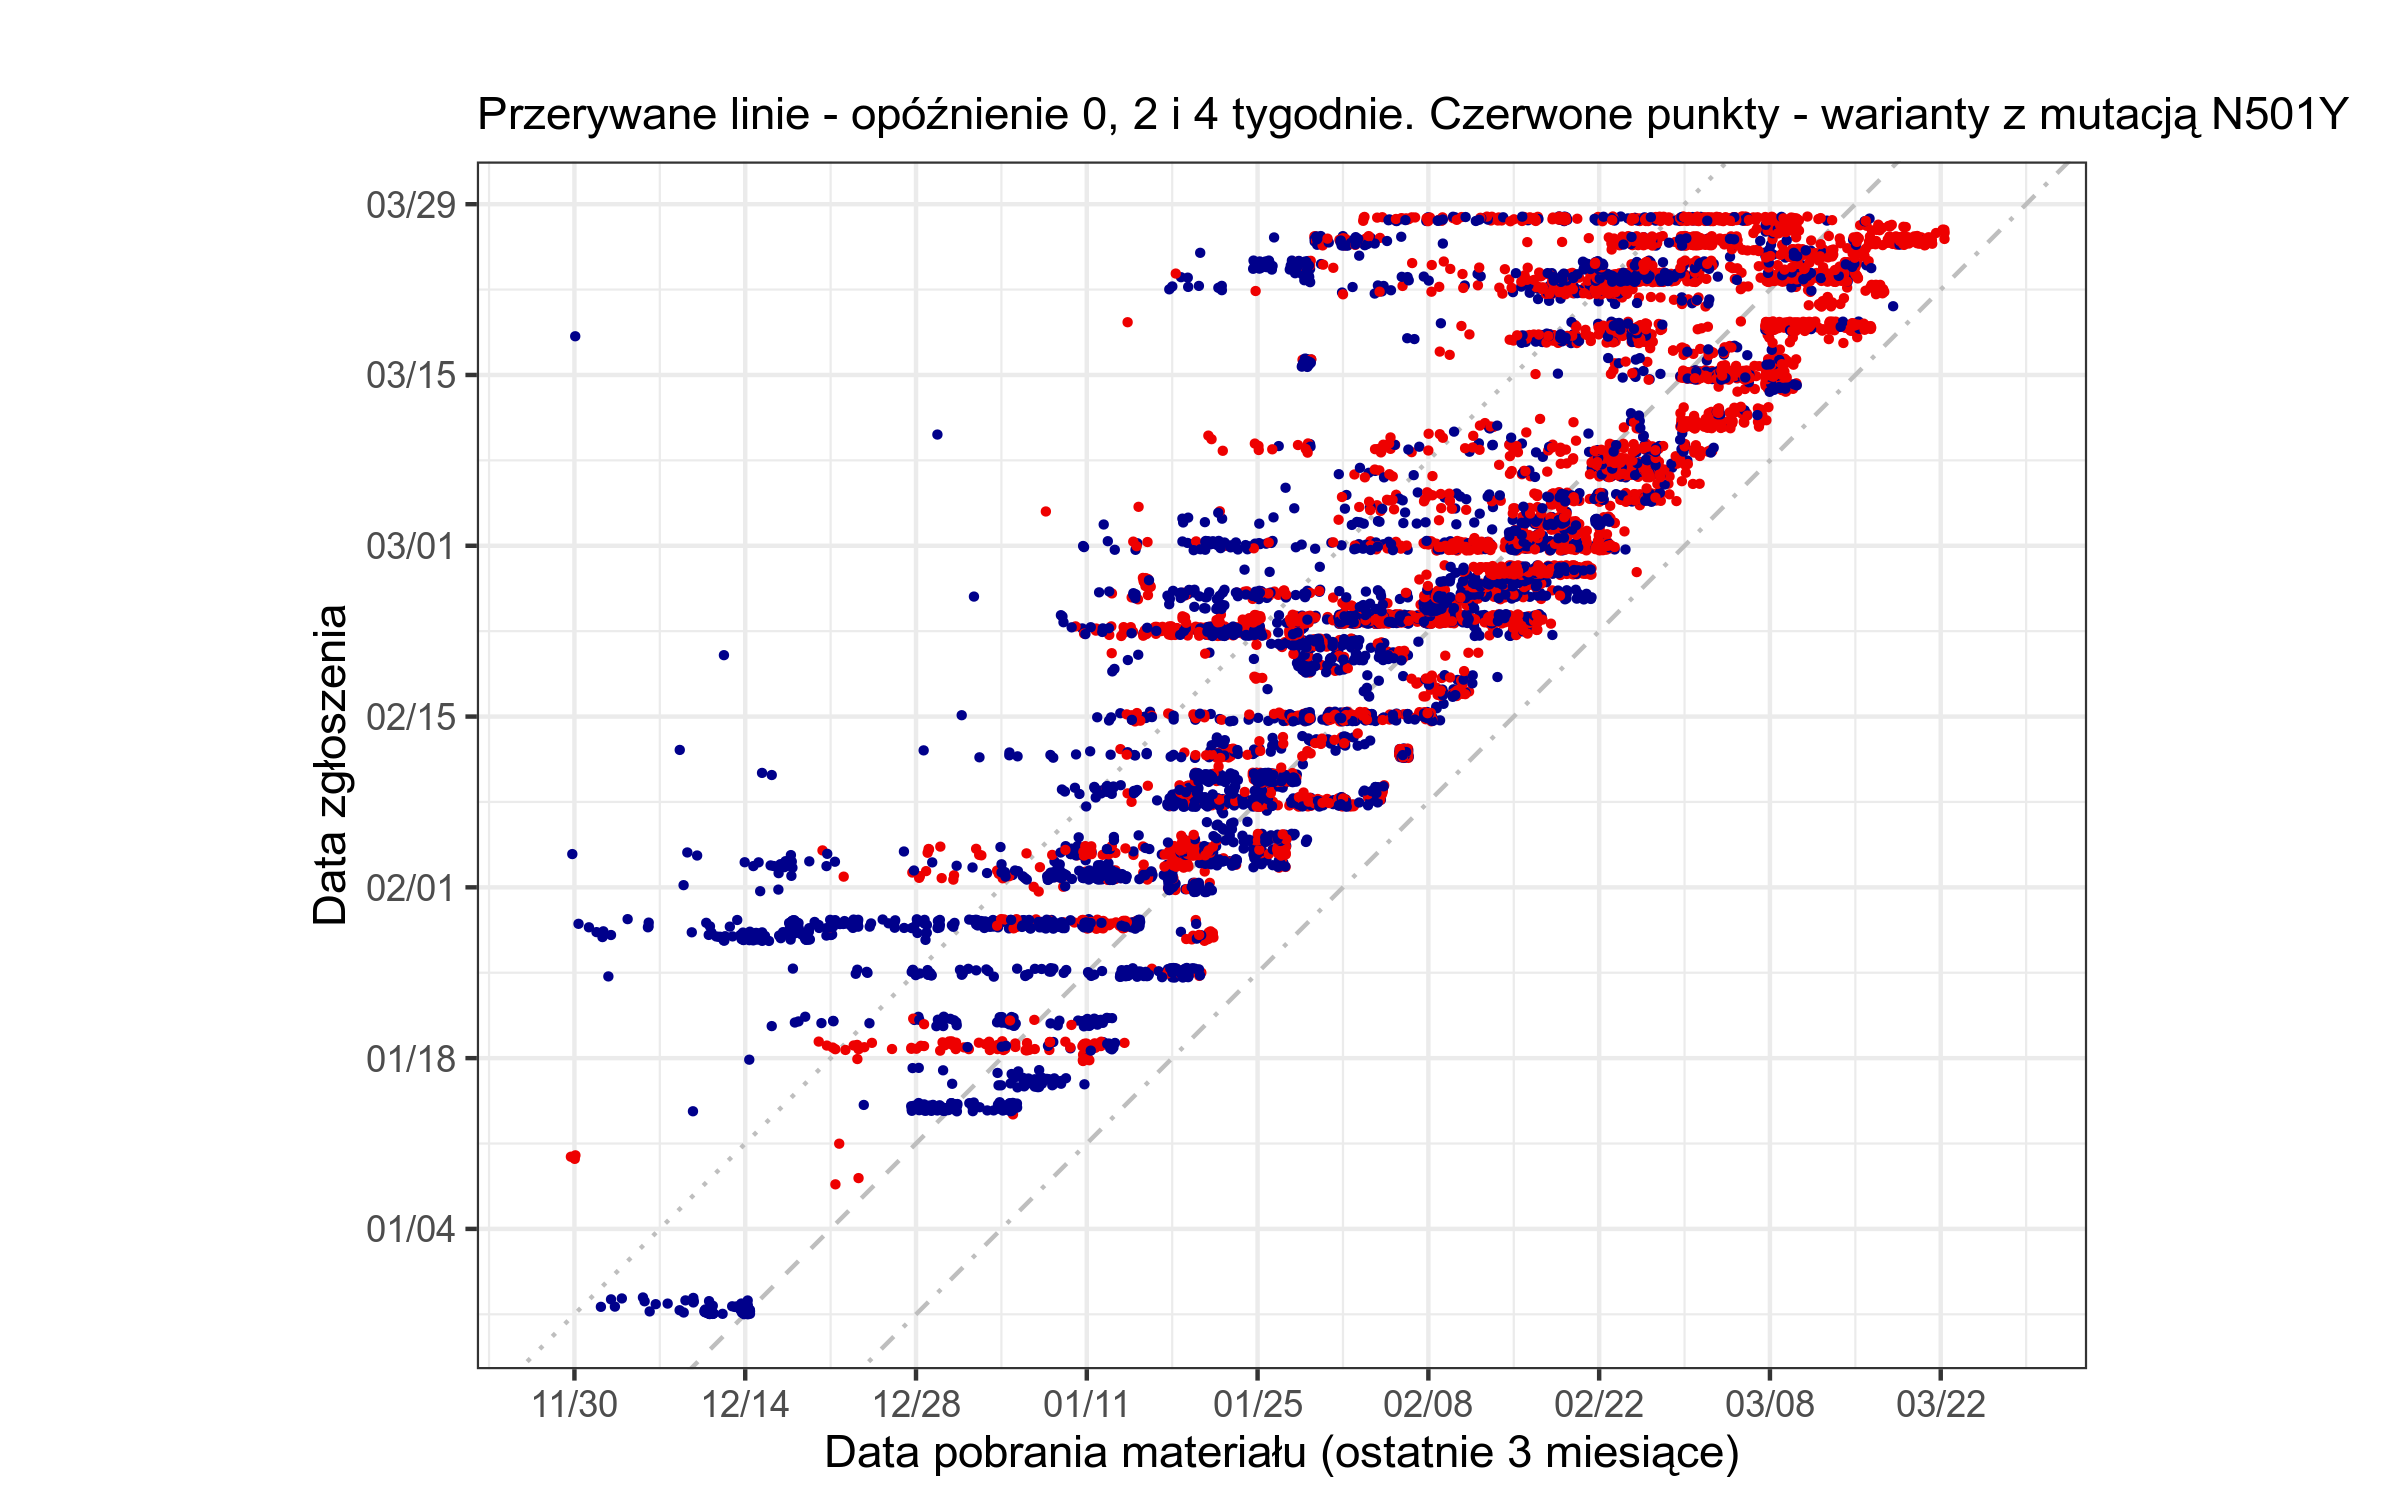 Przerywane linie - opóźnienie 0, 2 i 4 tygodnie. Czerwone punkty - warianty z mutacją N501Y
Data zgłoszenia
03/29
03/15
03/01
02/15
02/01
01/18
01/04
11/30 12/14 12/28 01/11 01/25 02/08 02/22 03/08 03/22
Data pobrania materiału (ostatnie 3 miesiące)